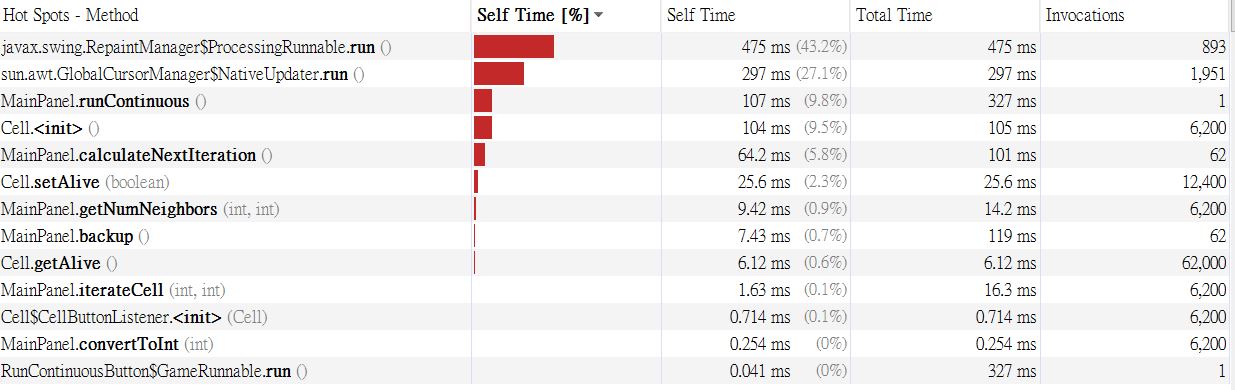 Hot Spots - Method Self Time [%] Self Time Total Time Invocations
javax.swing.RepaintManager$ProcessingRunnable.run () 475 ms (43.2%) 475 ms 893
sun.awt.GlobalCursorManager$NativeUpdater.run () 297 ms (27.1%) 297 ms 1,951
MainPanel.runContinuous () 107 ms (9.8%) 327 ms 1
Cell.<init> () 104 ms (9.5%) 105 ms 6,200
MainPanel.calculateNextIteration () 64.2 ms (5.8%) 101 ms 62
Cell.setAlive (boolean) 25.6 ms (2.3%) 25.6 ms 12,400
MainPanel.getNumNeighbors (int, int) 9.42 ms (0.9%) 14.2 ms 6,200
MainPanel.backup () 7.43 ms (0.7%) 119 ms 62
Cell.getAlive () 6.12 ms (0.6%) 6.12 ms 62,000
MainPanel.iterateCell (int, int) 1.63 ms (0.1%) 16.3 ms 6,200
Cell$CellButtonListener.<init> (Cell) 0.714 ms (0.1%) 0.714 ms 6,200
MainPanel.convertToInt (int) 0.254 ms (0%) 0.254 ms 6,200
RunContinuousButton$GameRunnable.run () 0.041 ms (0%) 327 ms 1